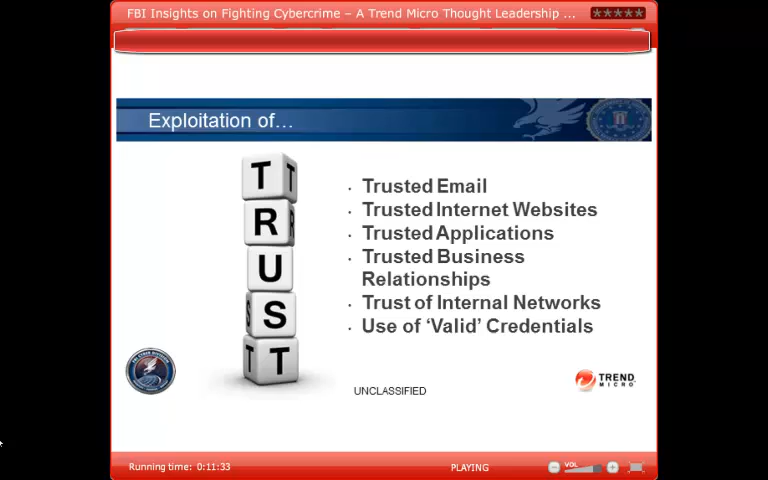 FBI Insights on Fighting Cybercrime – A Trend Micro Thought Leadership ...
Exploitation of…
T T
R R
U
S S
T T
· Trusted Email
· Trusted Internet Websites
· Trusted Applications
· Trusted Business
Relationships
· Trust of Internal Networks
· Use of ‘Valid’ Credentials
UNCLASSIFIED
TREND
MICRO
Running time: 0:11:33
PLAYING
VOL